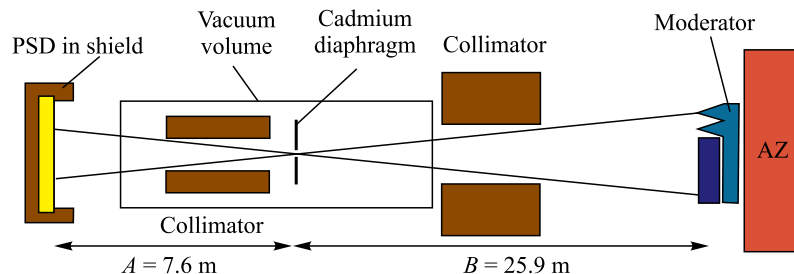 PSD in shield
Vacuum
volume
Cadmium
diaphragm
Collimator
Moderator
AZ
Collimator
A = 7.6 m
B = 25.9 m